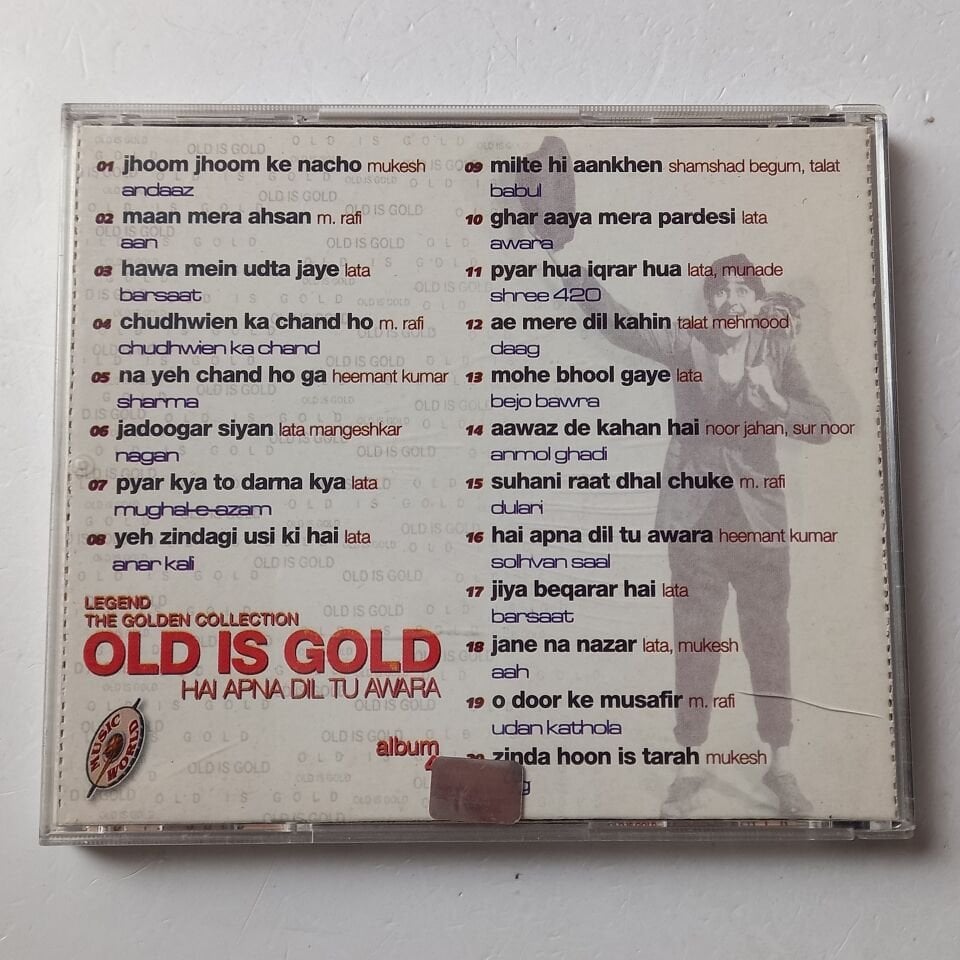 01 jhoom jhoom ke nacho mukesh
andaaz
02 maan mera ahsan m. rafi
aan
03 hawa mein udta jaye lata
barsaat
04 chudhwien ka chand ho m. rafi
chudhwien ka chand
05 na yeh chand ho ga heemant kumar
sharma
06 jadoogar siyan lata mangeshkar
nagan
07 pyar kya to darna kya lata
mughal-e-azam
08 yeh zindagi usi ki hai lata
anar kali
LEGEND
THE GOLDEN COLLECTION
OLD IS GOLD
HAI APNA DIL TU AWARA
MUSIC
WORLD
album
09 milte hi aankhen shamshad begum, talat
babul
10 ghar aaya mera pardesi lata
awara
11 pyar hua iqrar hua lata, munade
shree 420
12 ae mere dil kahin talat mehmood
daag
13 mohe bhool gaye lata
bejo bawra
14 aawaz de kahan hai noor jahan, sur noor
anmol ghadi
15 suhani raat dhal chuke m. rafi
dulari
16 hai apna dil tu awara heemant kumar
solhvan saal
17 jiya beqarar hai lata
barsaat
18 jane na nazar lata, mukesh
aah
19 o door ke musafir m. rafi
udan kathola
zinda hoon is tarah mukesh